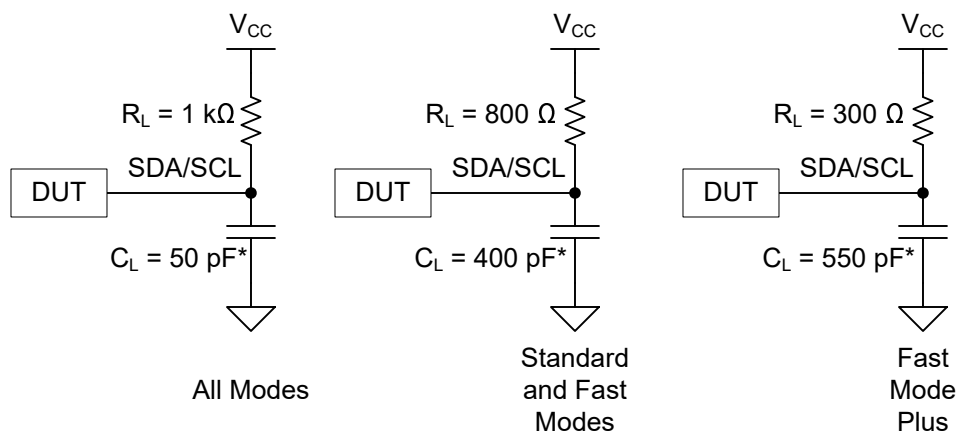 V_CC
R_L = 1 kΩ
SDA/SCL
DUT
C_L = 50 pF*
All Modes
V_CC
R_L = 800 Ω
SDA/SCL
DUT
C_L = 400 pF*
Standard
and Fast
Modes
V_CC
R_L = 300 Ω
SDA/SCL
DUT
C_L = 550 pF*
Fast
Mode
Plus